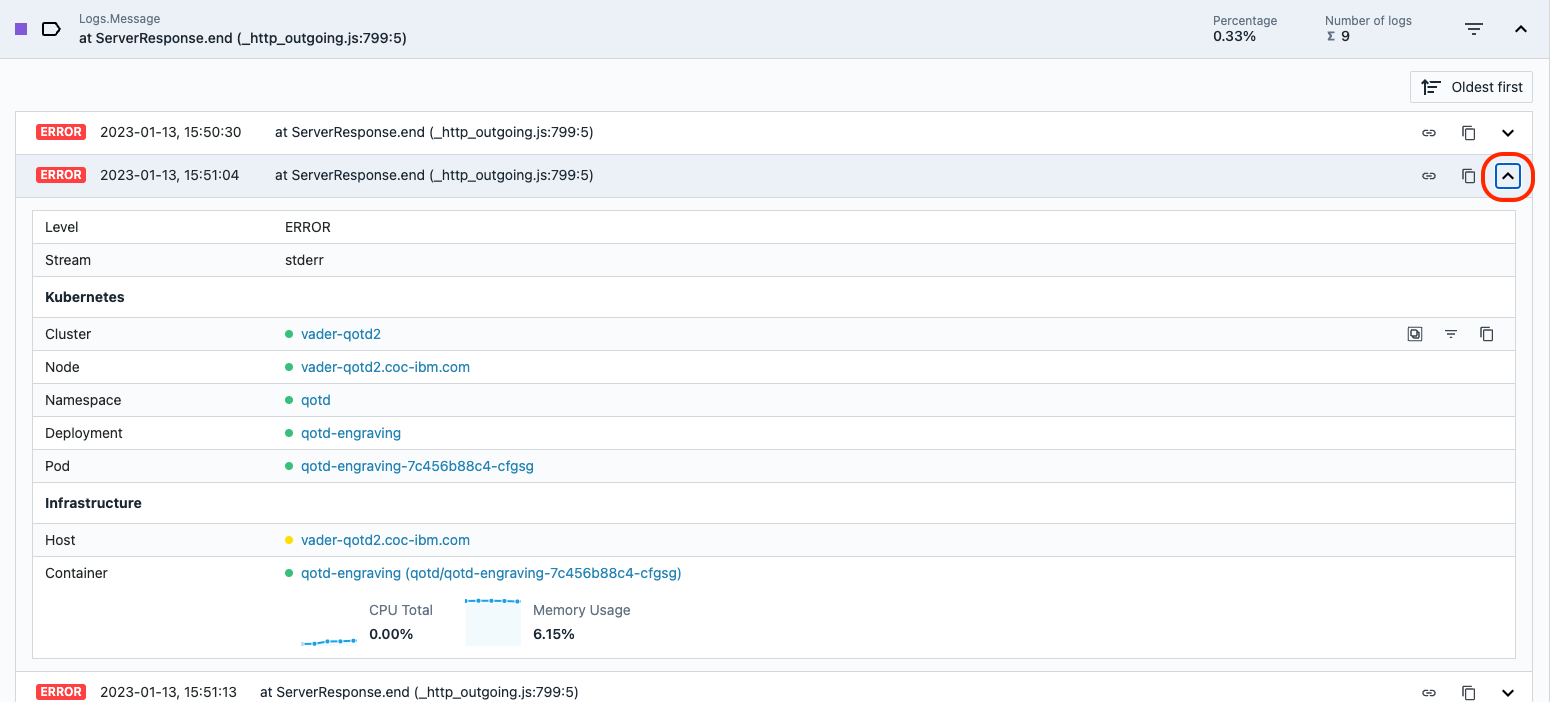 Logs.Message
at ServerResponse.end (_http_outgoing.js:799:5)
Percentage
0.33%
Number of logs
Σ 9
Oldest first
ERROR 2023-01-13, 15:50:30 at ServerResponse.end (_http_outgoing.js:799:5)
ERROR 2023-01-13, 15:51:04 at ServerResponse.end (_http_outgoing.js:799:5)
Level ERROR
Stream stderr
Kubernetes
Cluster vader-qotd2
Node vader-qotd2.coc-ibm.com
Namespace qotd
Deployment qotd-engraving
Pod qotd-engraving-7c456b88c4-cfgsg
Infrastructure
Host vader-qotd2.coc-ibm.com
Container qotd-engraving (qotd/qotd-engraving-7c456b88c4-cfgsg)
CPU Total
0.00%
Memory Usage
6.15%
ERROR 2023-01-13, 15:51:13 at ServerResponse.end (_http_outgoing.js:799:5)